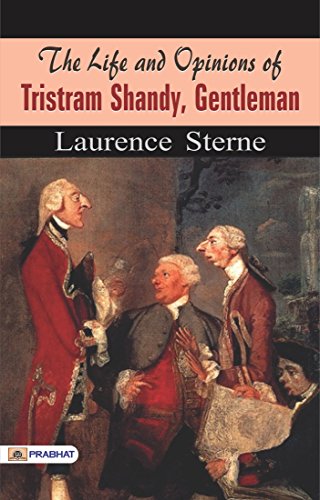 The Life and Opinions of
Tristram Shandy, Gentleman
Laurence Sterne
PRABHAT